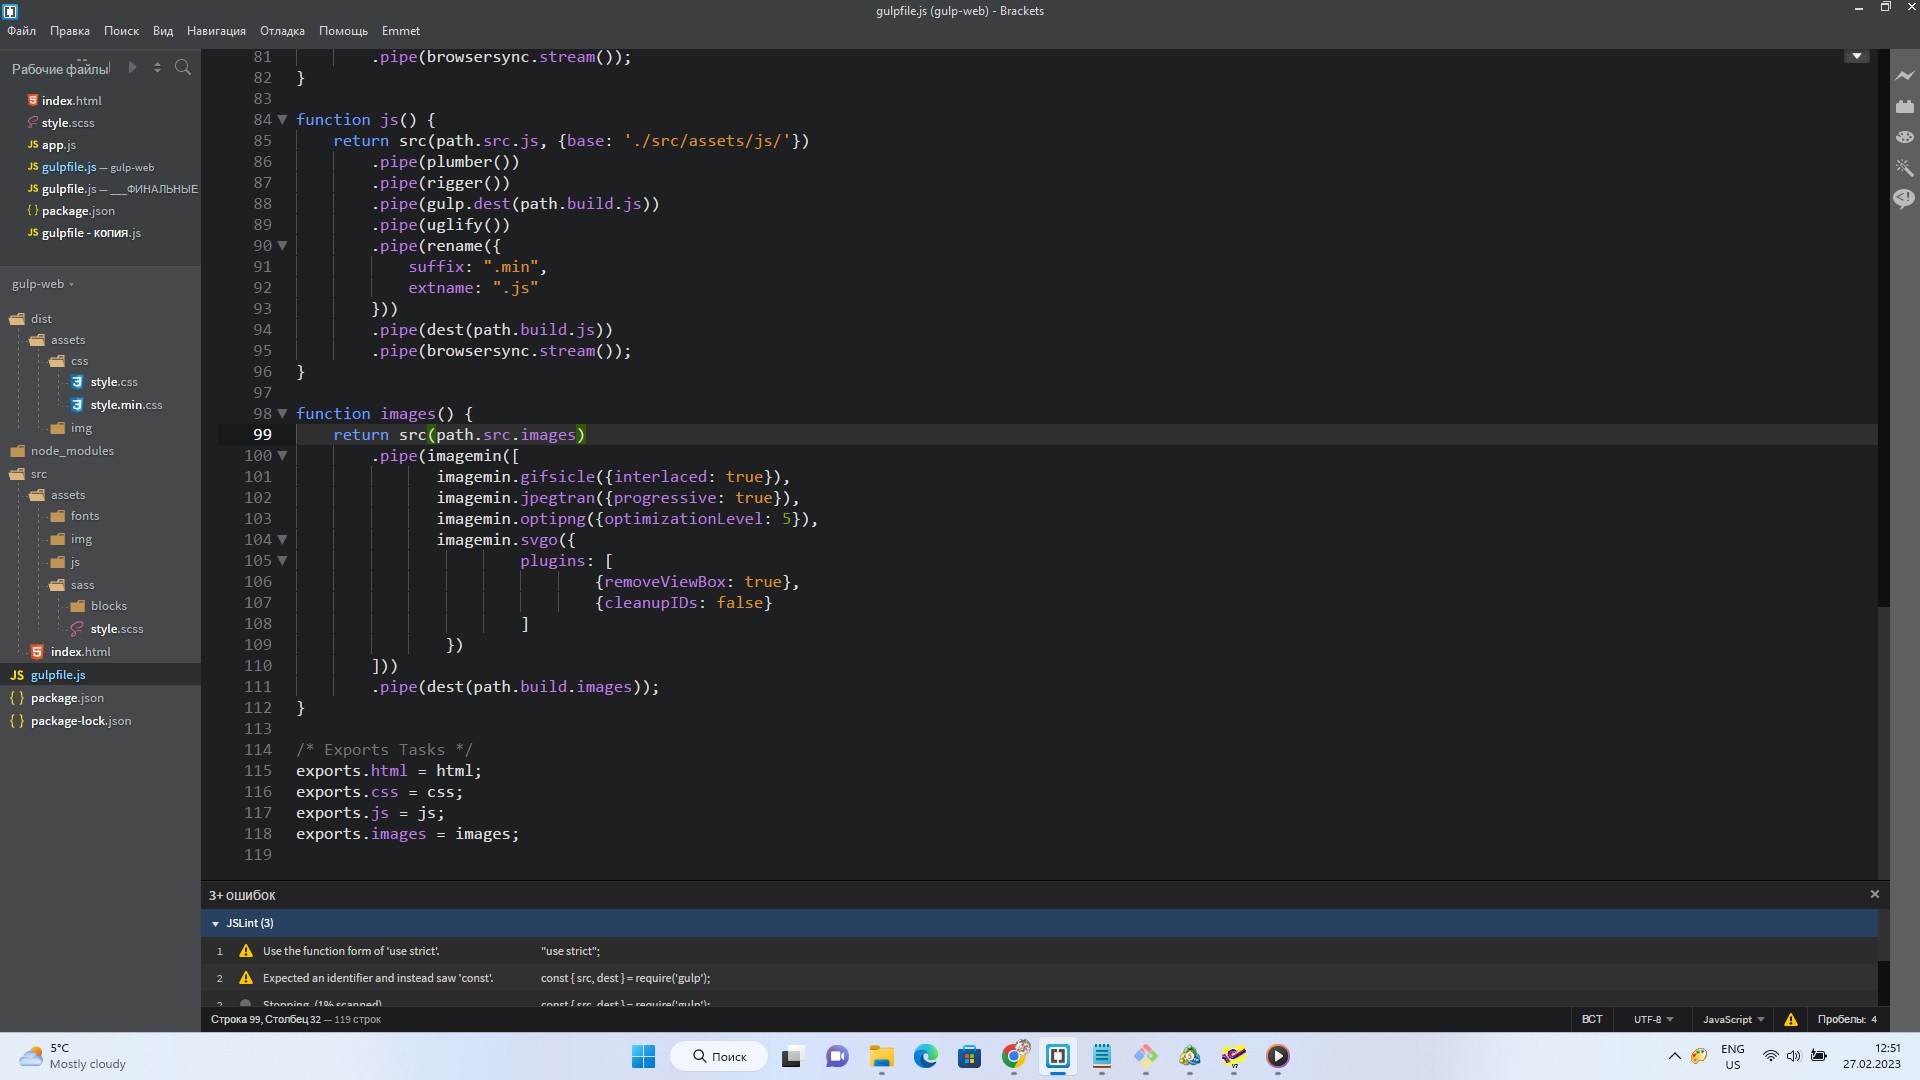 gulpfile.js (gulp-web) - Brackets
Файл Правка Поиск Вид Навигация Отладка Помощь Emmet
Рабочие файлы
index.html
style.scss
app.js
gulpfile.js — gulp-web
gulpfile.js — ___ФИНАЛЬНЫЕ
package.json
gulpfile - копия.js
gulp-web
dist
assets
css
style.css
style.min.css
img
node_modules
src
assets
fonts
img
js
sass
blocks
style.scss
index.html
gulpfile.js
package.json
package-lock.json
81 .pipe(browsersync.stream());
82 }
83
84 function js() {
85 return src(path.src.js, {base: './src/assets/js/'})
86 .pipe(plumber())
87 .pipe(rigger())
88 .pipe(gulp.dest(path.build.js))
89 .pipe(uglify())
90 .pipe(rename({
91 suffix: ".min",
92 extname: ".js"
93 }))
94 .pipe(dest(path.build.js))
95 .pipe(browsersync.stream());
96 }
97
98 function images() {
99 return src(path.src.images)
100 .pipe(imagemin([
101 imagemin.gifsicle({interlaced: true}),
102 imagemin.jpegtran({progressive: true}),
103 imagemin.optipng({optimizationLevel: 5}),
104 imagemin.svgo({
105 plugins: [
106 {removeViewBox: true},
107 {cleanupIDs: false}
108 ]
109 })
110 ]))
111 .pipe(dest(path.build.images));
112 }
113
114 /* Exports Tasks */
115 exports.html = html;
116 exports.css = css;
117 exports.js = js;
118 exports.images = images;
119
3+ ошибок
JSLint (3)
1 Use the function form of 'use strict'. "use strict";
2 Expected an identifier and instead saw 'const'. const { src, dest } = require('gulp');
2 Stopping. (1% scanned). const { src, dest } = require('gulp');
Строка 99, Столбец 32 — 119 строк
ВСТ UTF-8 JavaScript Пробелы: 4
5°C
Mostly cloudy
Поиск
ENG
US
12:51
27.02.2023